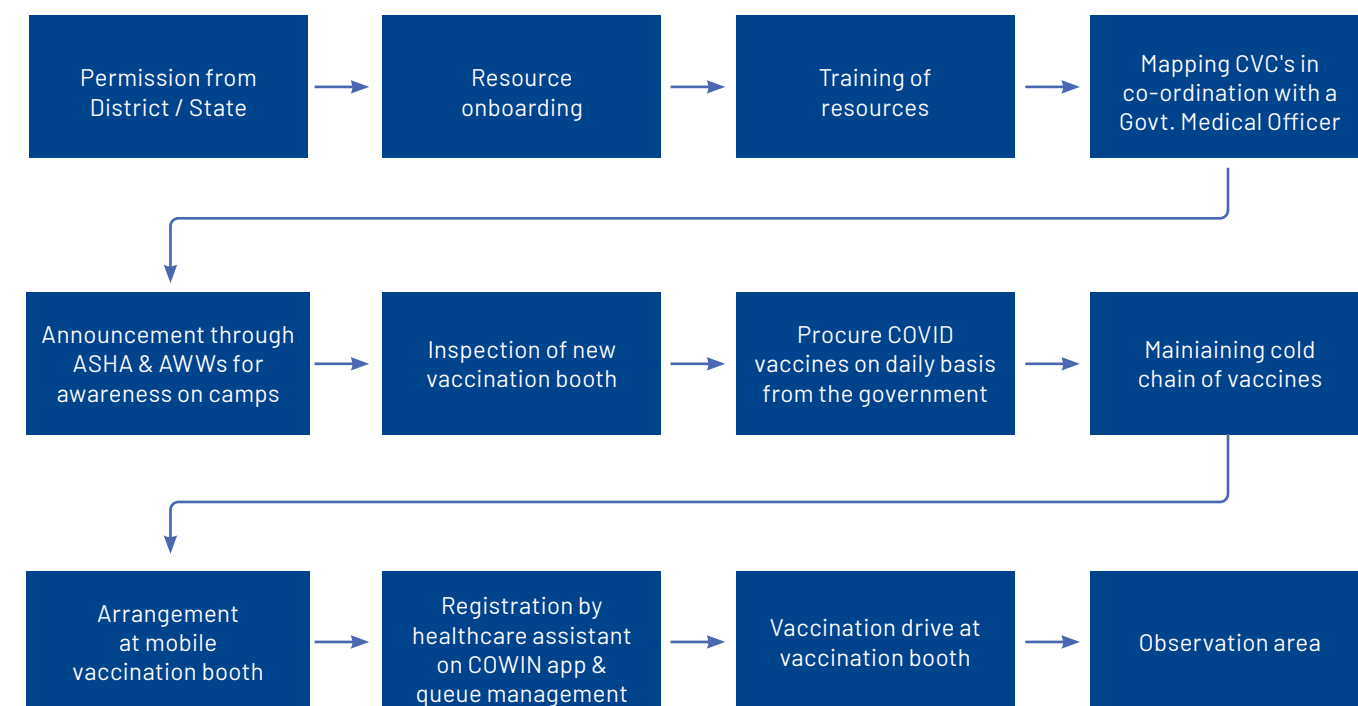 Permission from
District / State
Resource
onboarding
Training of
resources
Mapping CVC's in
co-ordination with a
Govt. Medical Officer
Announcement through
ASHA & AWWs for
awareness on camps
Inspection of new
vaccination booth
Procure COVID
vaccines on daily basis
from the government
Mainiaining cold
chain of vaccines
Arrangement
at mobile
vaccination booth
Registration by
healthcare assistant
on COWIN app &
queue management
Vaccination drive at
vaccination booth
Observation area